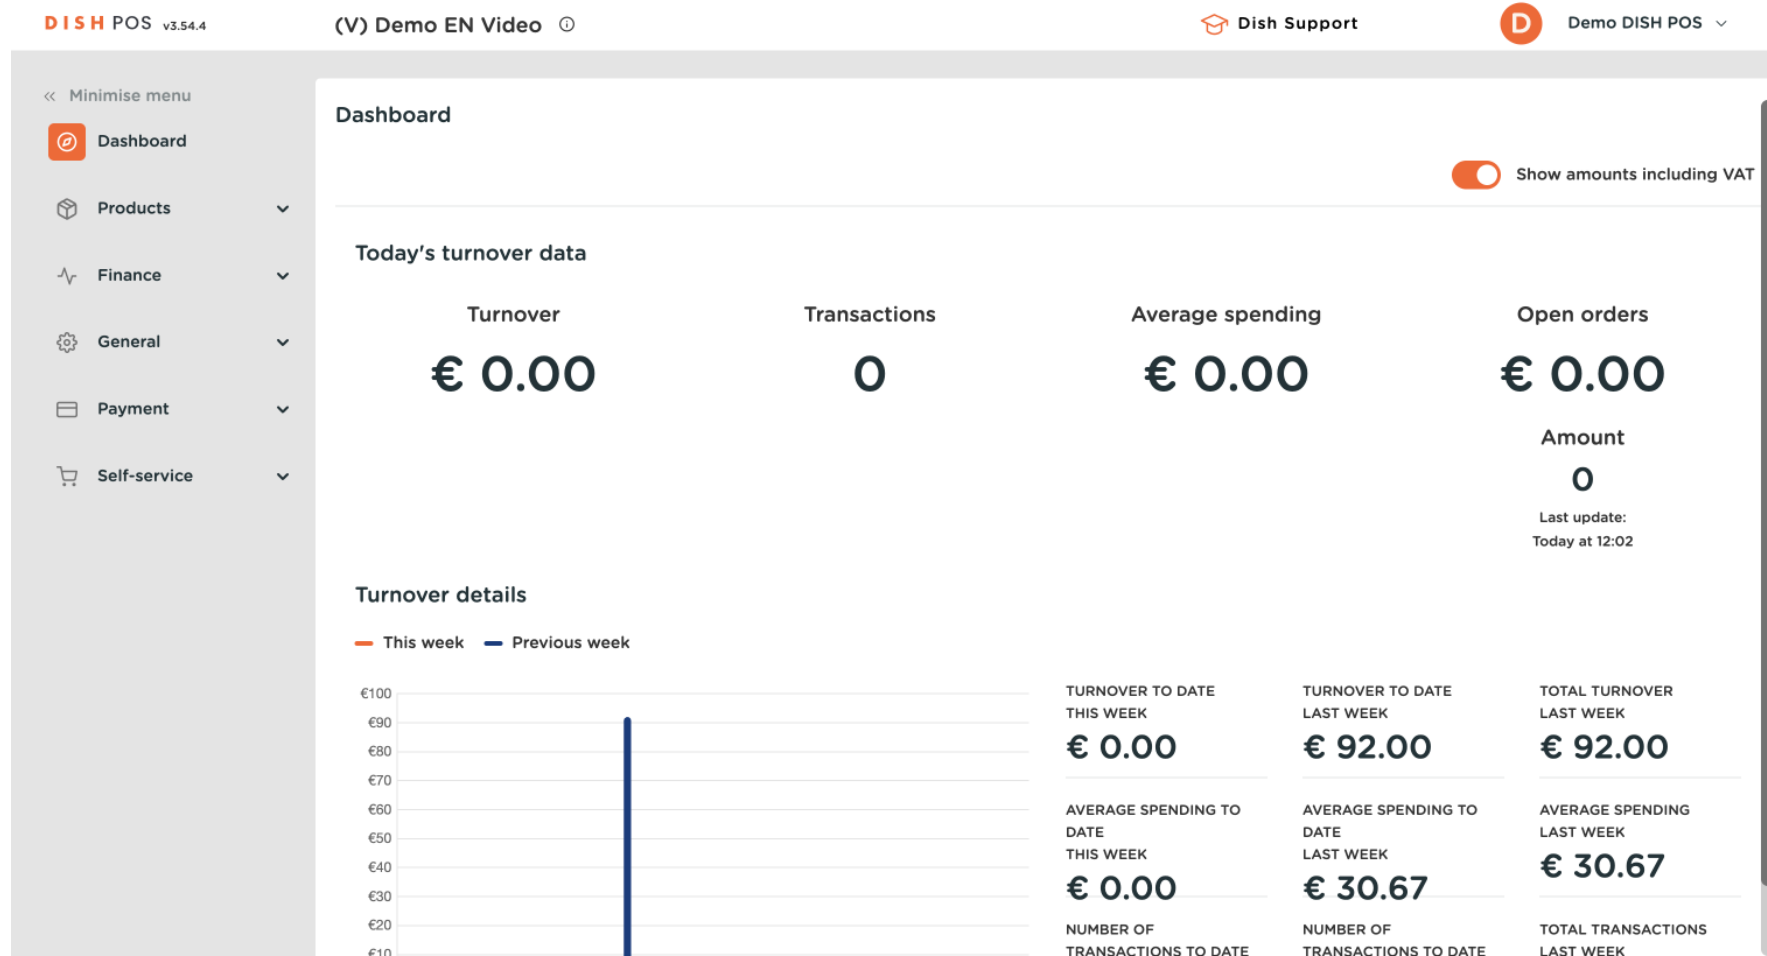 DISH POS v3.54.4
(V) Demo EN Video
Dish Support
D
Demo DISH POS
Minimise menu
Dashboard
Products
Finance
General
Payment
Self-service
Dashboard
Show amounts including VAT
Today's turnover data
Turnover
€ 0.00
Transactions
0
Average spending
€ 0.00
Open orders
€ 0.00
Amount
0
Last update:
Today at 12:02
Turnover details
This week
Previous week
€100
€90
€80
€70
€60
€50
€40
€30
€20
€10
TURNOVER TO DATE
THIS WEEK
€ 0.00
TURNOVER TO DATE
LAST WEEK
€ 92.00
TOTAL TURNOVER
LAST WEEK
€ 92.00
AVERAGE SPENDING TO
DATE
THIS WEEK
€ 0.00
AVERAGE SPENDING TO
DATE
LAST WEEK
€ 30.67
AVERAGE SPENDING
LAST WEEK
€ 30.67
NUMBER OF
TRANSACTIONS TO DATE
NUMBER OF
TRANSACTIONS TO DATE
TOTAL TRANSACTIONS
LAST WEEK